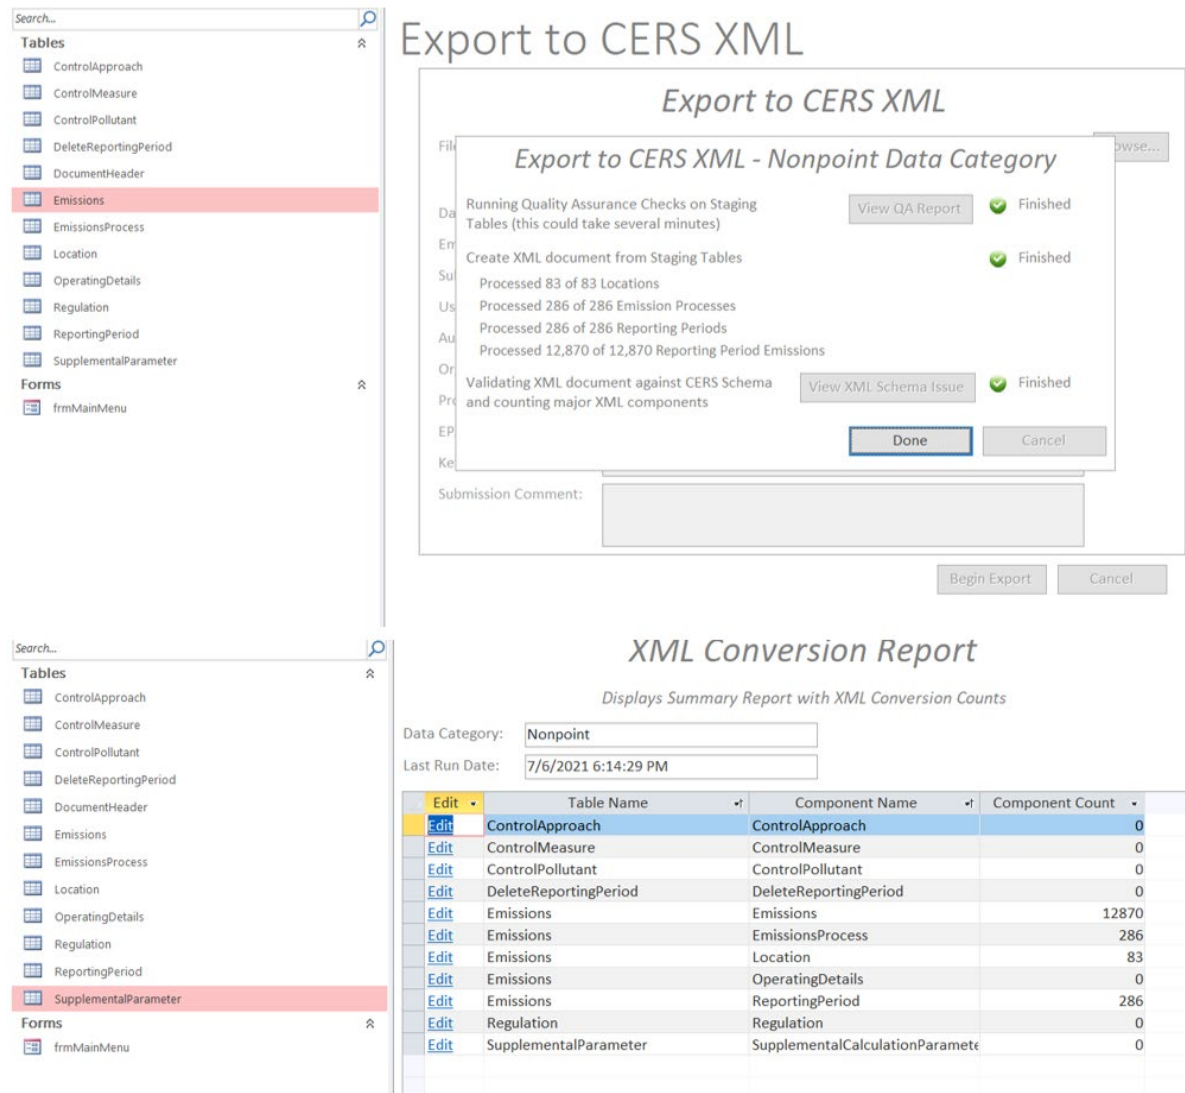 Search...
Tables
ControlApproach
ControlMeasure
ControlPollutant
DeleteReportingPeriod
DocumentHeader
Emissions
EmissionsProcess
Location
OperatingDetails
Regulation
ReportingPeriod
SupplementalParameter
Forms
frmMainMenu
Export to CERS XML
Export to CERS XML
Export to CERS XML - Nonpoint Data Category
Running Quality Assurance Checks on Staging
Tables (this could take several minutes)
View QA Report
Finished
Create XML document from Staging Tables
Finished
Processed 83 of 83 Locations
Processed 286 of 286 Emission Processes
Processed 286 of 286 Reporting Periods
Processed 12,870 of 12,870 Reporting Period Emissions
Validating XML document against CERS Schema
and counting major XML components
View XML Schema Issue
Finished
Done
Cancel
Submission Comment:
Begin Export
Cancel
Search...
Tables
ControlApproach
ControlMeasure
ControlPollutant
DeleteReportingPeriod
DocumentHeader
Emissions
EmissionsProcess
Location
OperatingDetails
Regulation
ReportingPeriod
SupplementalParameter
Forms
frmMainMenu
XML Conversion Report
Displays Summary Report with XML Conversion Counts
Data Category: Nonpoint
Last Run Date: 7/6/2021 6:14:29 PM
Edit Table Name Component Name Component Count
Edit ControlApproach ControlApproach 0
Edit ControlMeasure ControlMeasure 0
Edit ControlPollutant ControlPollutant 0
Edit DeleteReportingPeriod DeleteReportingPeriod 0
Edit Emissions Emissions 12870
Edit Emissions EmissionsProcess 286
Edit Emissions Location 83
Edit Emissions OperatingDetails 0
Edit Emissions ReportingPeriod 286
Edit Regulation Regulation 0
Edit SupplementalParameter SupplementalCalculationParamete 0